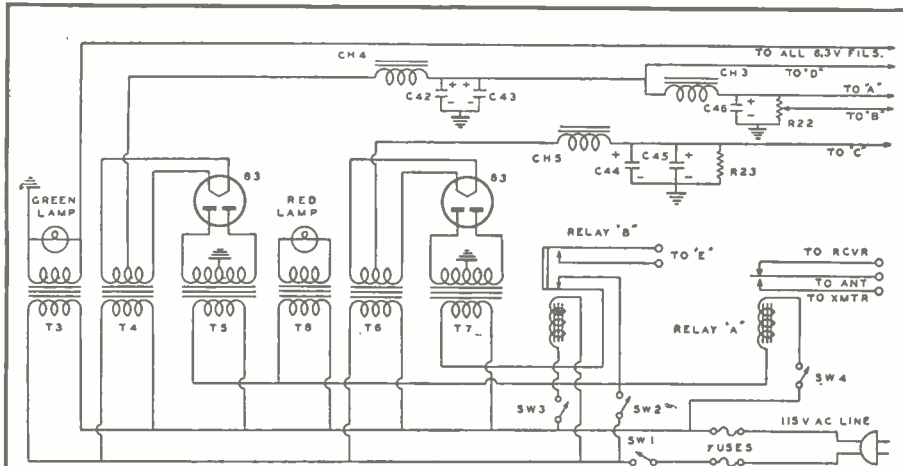 TO ALL 6.3V FILS.
CH4
CH3
TO "D"
TO "A"
C42
C43
C46
R22
TO "B"
TO "C"
CH5
C44
C45
R23
GREEN
LAMP
83
RED
LAMP
83
RELAY "B"
TO "E"
TO RCVR
TO ANT
TO XMTR
T3
T4
T5
T8
T6
T7
RELAY "A"
SW4
SW3
SW2
115V AC LINE
SW1
FUSES